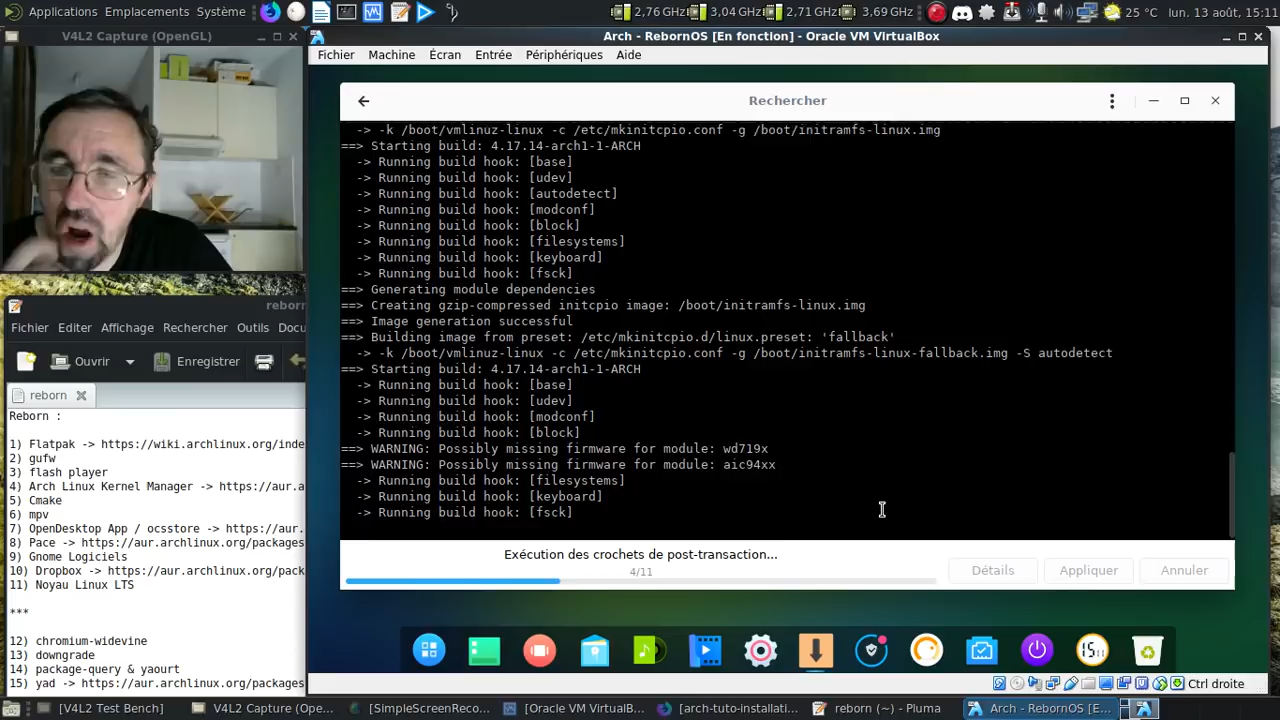 Applications Emplacements Système
2,76 GHz 3,04 GHz 2,71 GHz 3,69 GHz 25 °C lun. 13 août, 15:11
V4L2 Capture (OpenGL)
Arch - RebornOS [En fonction] - Oracle VM VirtualBox
Fichier Machine Écran Entrée Périphériques Aide
Rechercher
-> -k /boot/vmlinuz-linux -c /etc/mkinitcpio.conf -g /boot/initramfs-linux.img
==> Starting build: 4.17.14-arch1-1-ARCH
-> Running build hook: [base]
-> Running build hook: [udev]
-> Running build hook: [autodetect]
-> Running build hook: [modconf]
-> Running build hook: [block]
-> Running build hook: [filesystems]
-> Running build hook: [keyboard]
-> Running build hook: [fsck]
==> Generating module dependencies
==> Creating gzip-compressed initcpio image: /boot/initramfs-linux.img
==> Image generation successful
==> Building image from preset: /etc/mkinitcpio.d/linux.preset: 'fallback'
-> -k /boot/vmlinuz-linux -c /etc/mkinitcpio.conf -g /boot/initramfs-linux-fallback.img -S autodetect
==> Starting build: 4.17.14-arch1-1-ARCH
-> Running build hook: [base]
-> Running build hook: [udev]
-> Running build hook: [modconf]
-> Running build hook: [block]
==> WARNING: Possibly missing firmware for module: wd719x
==> WARNING: Possibly missing firmware for module: aic94xx
-> Running build hook: [filesystems]
-> Running build hook: [keyboard]
-> Running build hook: [fsck]
Exécution des crochets de post-transaction...
4/11
Détails Appliquer Annuler
reborn
Fichier Editer Affichage Rechercher Outils Docu
Ouvrir Enregistrer
reborn
Reborn :
1) Flatpak -> https://wiki.archlinux.org/inde
2) gufw
3) flash player
4) Arch Linux Kernel Manager -> https://au
5) Cmake
6) mpv
7) OpenDesktop App / ocsstore -> https://au
8) Pace -> https://aur.archlinux.org/packages
9) Gnome Logiciels
10) Dropbox -> https://aur.archlinux.org/pack
11) Noyau Linux LTS
***
12) chromium-widevine
13) downgrade
14) package-query & yaourt
15) yad -> https://aur.archlinux.org/packages
15 11
Ctrl droite
[V4L2 Test Bench] V4L2 Capture (Ope... [SimpleScreenReco... [Oracle VM VirtualB... [arch-tuto-installati... reborn (~) - Pluma Arch - RebornOS [E...